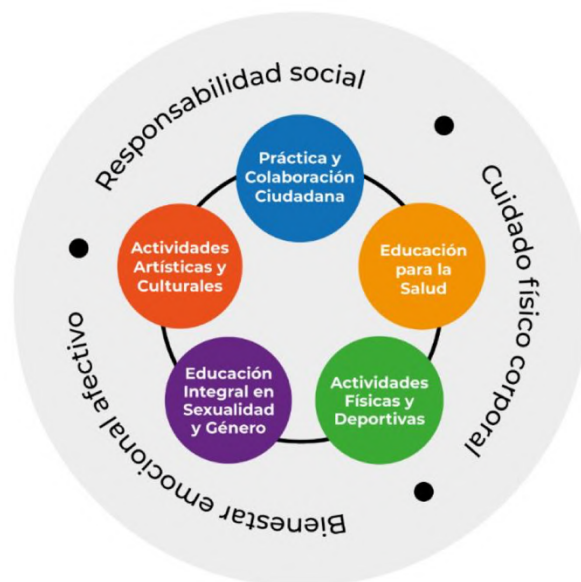 Responsabilidad social
Cuidado físico corporal
Bienestar emocional afectivo
Práctica y
Colaboración
Ciudadana
Educación
para la
Salud
Actividades
Físicas y
Deportivas
Educación
Integral en
Sexualidad
y Género
Actividades
Artísticas y
Culturales